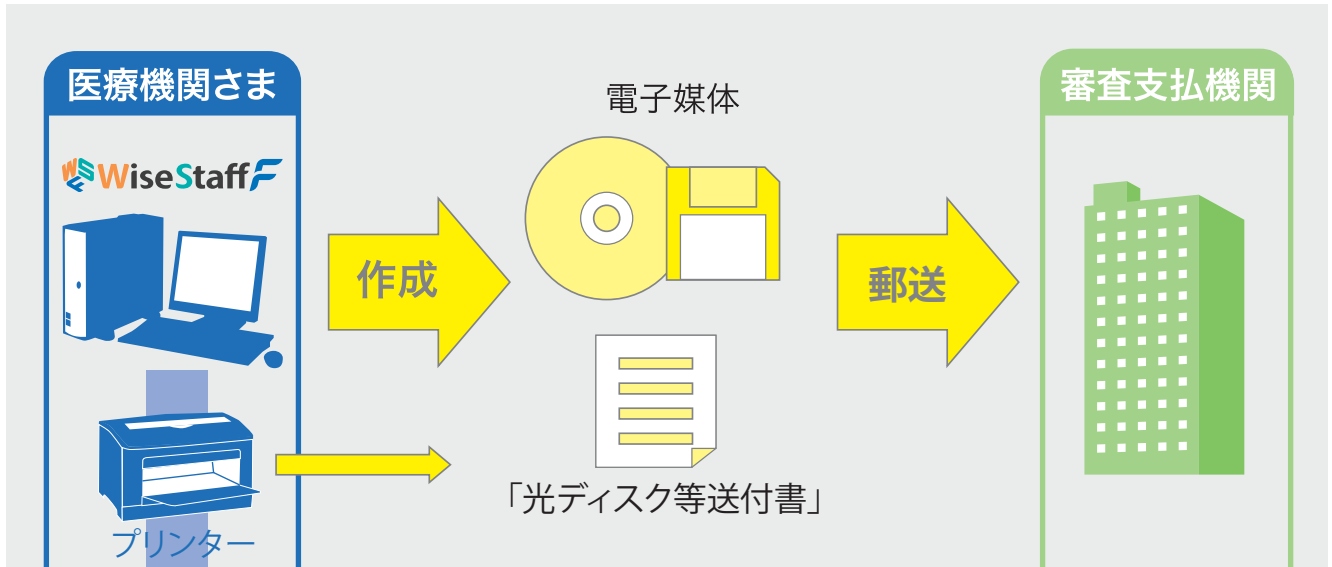 医療機関さま
WiseStaff F
プリンター
作成
電子媒体
「光ディスク等送付書」
郵送
審査支払機関